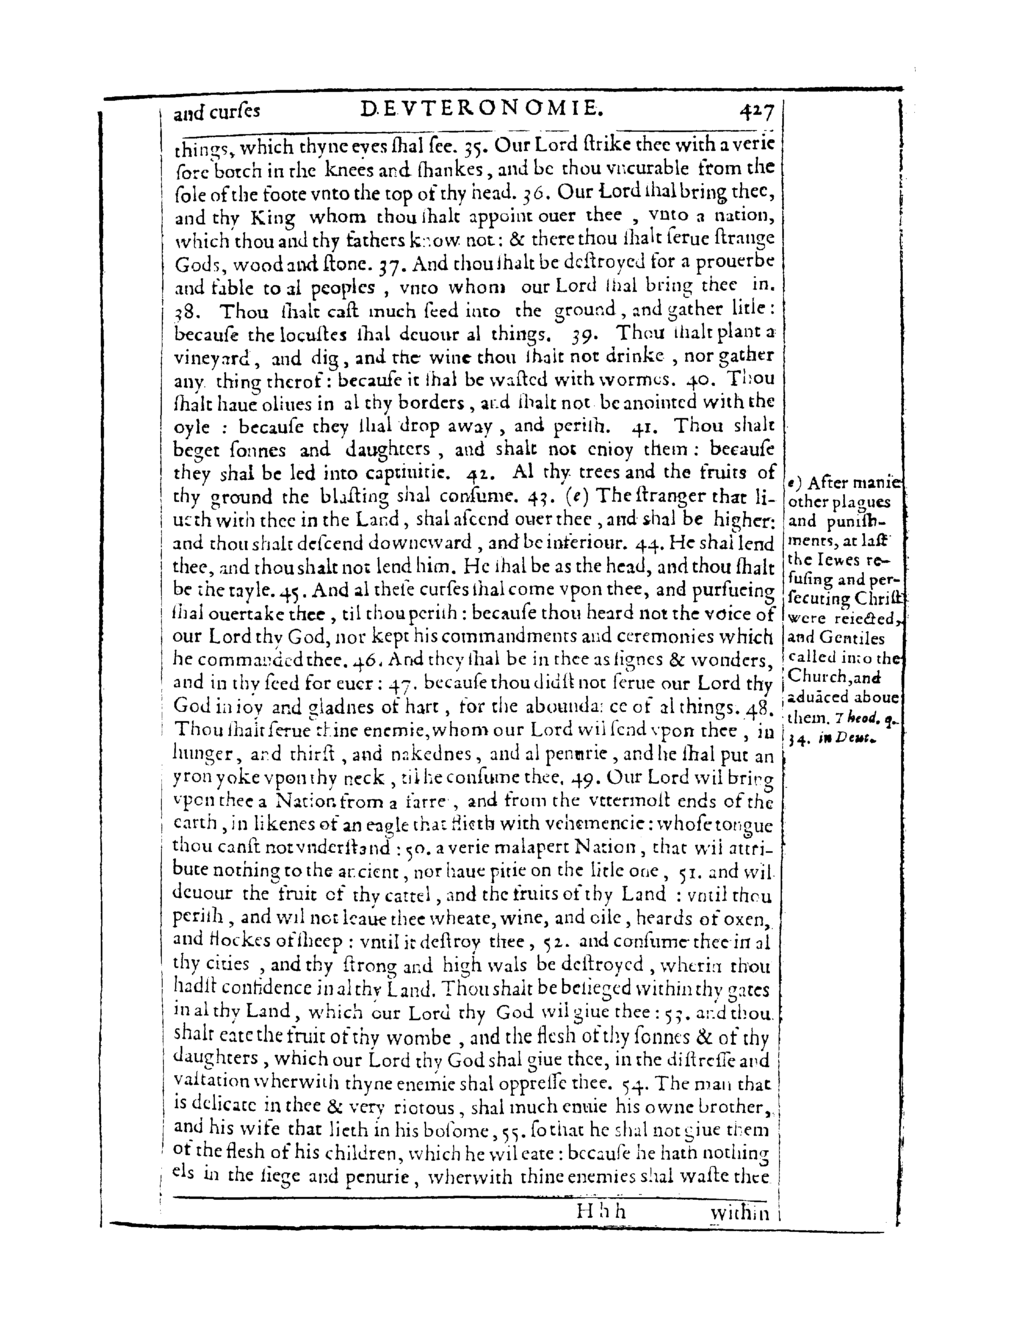 and curſes DEVTERONOMIE. 427
things, which thyne eyes ſhal ſee. 35. Our Lord ſtrike thee with a verie
ſore botch in the knees and ſhankes, and be thou vncurable from the
ſole of the foote vnto the top of thy head. 36. Our Lord ſhal bring thee,
and thy King whom thou ſhalt appoint ouer thee , vnto a nation,
which thou and thy fathers know not: & there thou ſhalt ſerue ſtrange
Gods, wood and ſtone. 37. And thou ſhalt be deſtroyed for a prouerbe
and fable to al peoples , vnto whom our Lord ſhal bring thee in.
38. Thou ſhalt caſt much ſeed into the ground , and gather litle :
becauſe the locuſtes ſhal deuour al things. 39. Thou ſhalt plant a
vineyard, and dig, and the wine thou ſhalt not drinke , nor gather
any thing therof : becauſe it ſhal be waſted with wormes. 40. Thou
ſhalt haue oliues in al thy borders , and ſhalt not be anointed with the
oyle : becauſe they ſhal drop away , and periſh. 41. Thou shalt
beget ſonnes and daughters , and shalt not enioy them : becauſe
they shal be led into captiuitie. 42. Al thy trees and the fruits of
thy ground the blaſting shal conſume. 43. (e) The ſtranger that li-
ueth with thee in the Land, shal aſcend ouer thee , and shal be higher:
and thou shalt deſcend downeward , and be inferiour. 44. He shal lend
thee, and thou shalt not lend him. He ſhal be as the head, and thou ſhalt
be the tayle. 45. And al theſe curſes ſhal come vpon thee, and purſueing
ſhal ouertake thee , til thou periſh : becauſe thou heard not the voice of
our Lord thy God, nor kept his commandments and ceremonies which
he commanded thee. 46. And they ſhal be in thee as ſignes & wonders,
and in thy ſeed for euer : 47. becauſe thou didſt not ſerue our Lord thy
God in ioy and gladnes of hart , for the aboundance of al things. 48.
Thou ſhalt ſerue thine enemie, whom our Lord wil ſend vpon thee , in
hunger, and thirſt , and nakednes , and al penurie , and he ſhal put an
yron yoke vpon thy neck , til he conſume thee. 49. Our Lord wil bring
vpon thee a Nation from a farre , and from the vttermoſt ends of the
earth , in likenes of an eagle that flieth with vehemencie : whoſe tongue
thou canſt not vnderſtand : 50. a verie malapert Nation , that wil attri-
bute nothing to the ancient , nor haue pitie on the litle one , 51. and wil
deuour the fruit of thy cattel , and the fruits of thy Land : vntil thou
periſh , and wil not leaue thee wheate, wine, and oile , heards of oxen,
and flockes of ſheep : vntil it deſtroy thee , 52. and conſume thee in al
thy cities , and thy ſtrong and high wals be deſtroyed , wherin thou
hadſt confidence in al thy Land. Thou shalt be beſieged within thy gates
in al thy Land, which our Lord thy God wil giue thee : 53. and thou
shalt eate the fruit of thy wombe , and the flesh of thy ſonnes & of thy
daughters , which our Lord thy God shal giue thee, in the diſtreſſe and
vaſtation wherwith thyne enemie shal oppreſſe thee. 54. The man that
is delicate in thee & very riotous , shal much enuie his owne brother,
and his wife that lieth in his boſome, 55. ſo that he shal not giue them
of the flesh of his children, which he wil eate : becauſe he hath nothing
els in the ſiege and penurie , wherwith thine enemies shal waſte thee
Hhh within
e) After manie
other plagues
and puniſh-
ments, at laſt
the Iewes re-
fuſing and per-
ſecuting Chriſt
were reiected,
and Gentiles
called into the
Church, and
aduãced aboue
them. 7 heod. q.
34. in Deut.